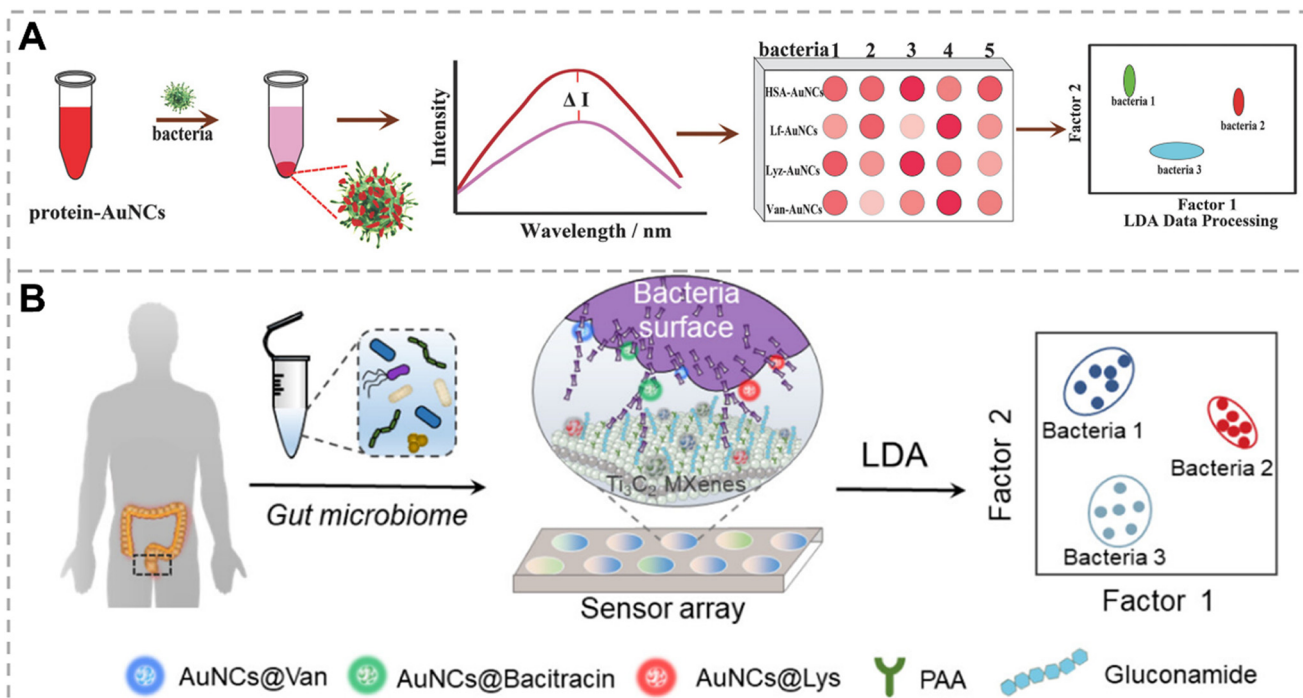 A
bacteria
protein-AuNCs
Intensity
Δ I
Wavelength / nm
bacteria1 2 3 4 5
HSA-AuNCs
Lf-AuNCs
Lyz-AuNCs
Van-AuNCs
Factor 2
bacteria 1
bacteria 2
bacteria 3
Factor 1
LDA Data Processing
B
Gut microbiome
Bacteria
surface
Ti₃C₂ MXenes
Sensor array
LDA
Factor 2
Bacteria 1
Bacteria 2
Bacteria 3
Factor 1
AuNCs@Van
AuNCs@Bacitracin
AuNCs@Lys
PAA
Gluconamide